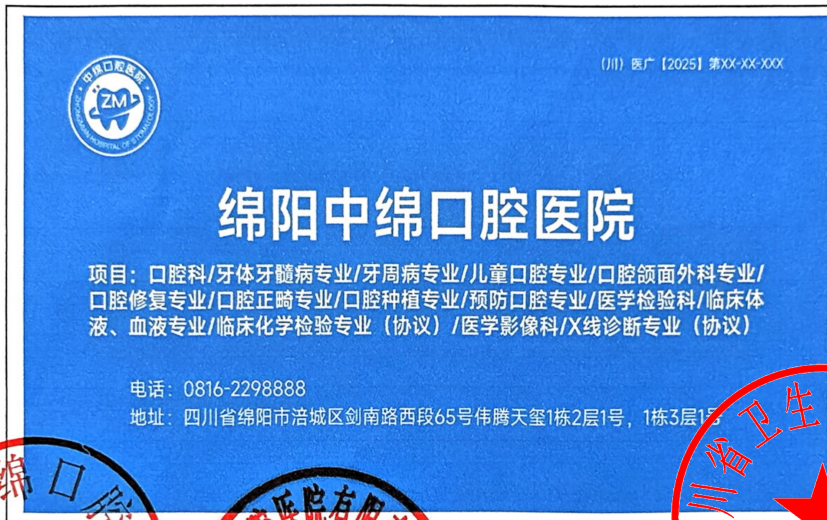 中绵口腔医院
ZM
ZHONGMIAN HOSPITAL OF STOMATOLOGY
(川) 医广【2025】第XX-XX-XXX
绵阳中绵口腔医院
项目：口腔科/牙体牙髓病专业/牙周病专业/儿童口腔专业/口腔颌面外科专业/
口腔修复专业/口腔正畸专业/口腔种植专业/预防口腔专业/医学检验科/临床体
液、血液专业/临床化学检验专业（协议）/医学影像科/X线诊断专业（协议）
电话：0816-2298888
地址：四川省绵阳市涪城区剑南路西段65号伟腾天玺1栋2层1号，1栋3层1号
绵口腔
医院有限
川省卫生